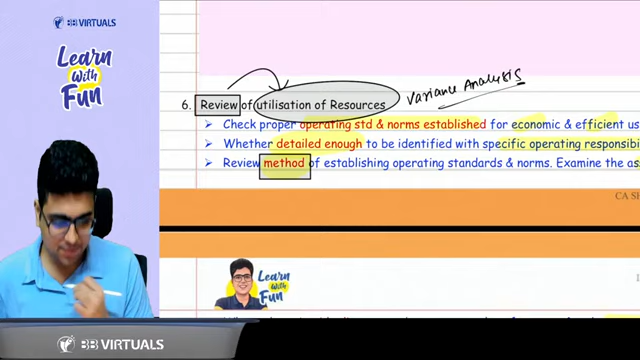 BB VIRTUALS
Learn
With
Fun
Variance Analysis
6. Review of utilisation of Resources
➤ Check proper operating std & norms established for economic & efficient us
➤ Whether detailed enough to be identified with specific operating responsibi
➤ Review method of establishing operating standards & norms. Examine the as
CA SH
Learn
With
Fun
BB VIRTUALS